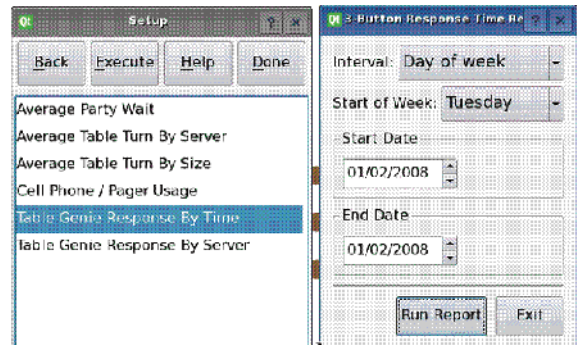 Setup
Back Execute Help Done
Average Party Wait
Average Table Turn By Server
Average Table Turn By Size
Cell Phone / Pager Usage
Table Genie Response By Time
Table Genie Response By Server
3-Button Response Time Re
Interval: Day of week
Start of Week: Tuesday
Start Date
01/02/2008
End Date
01/02/2008
Run Report Exit